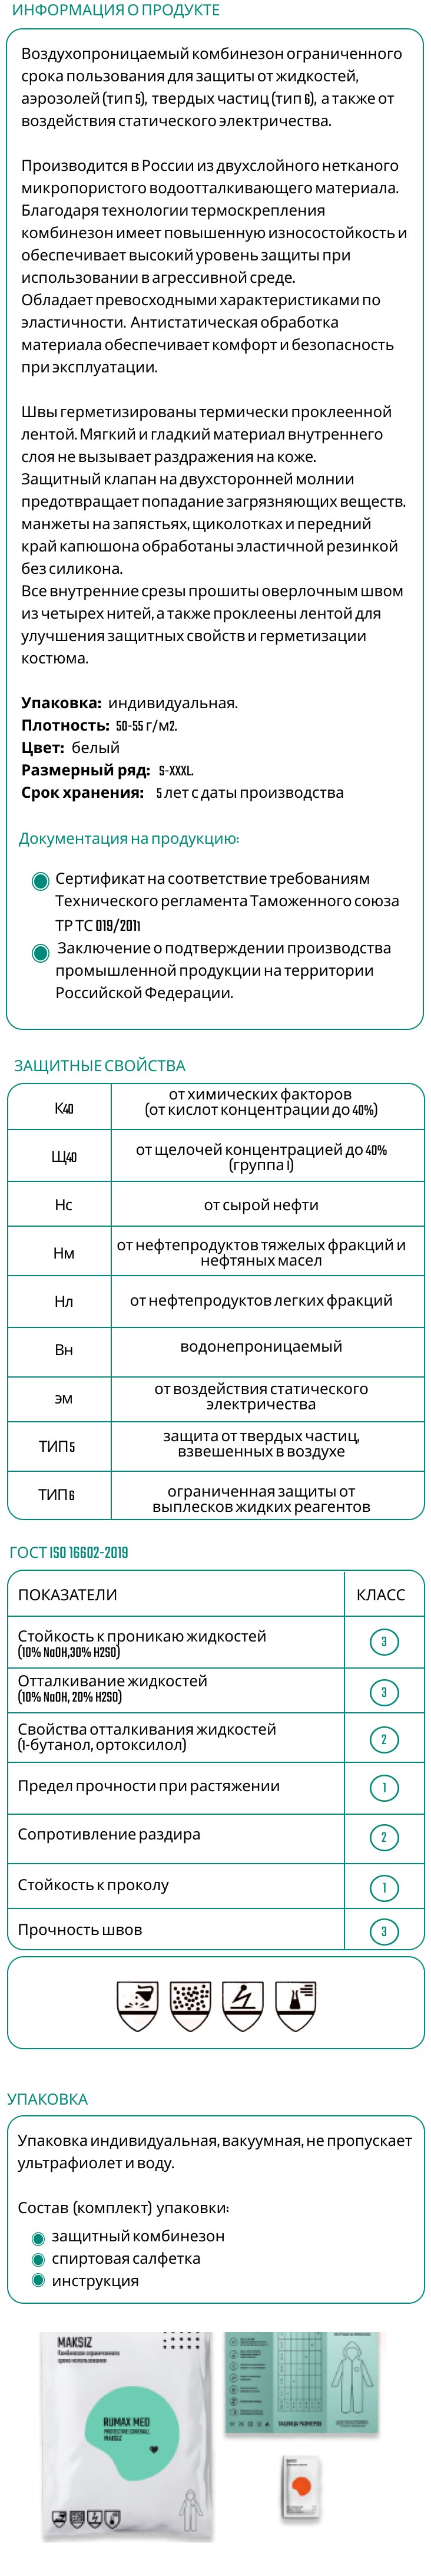 ИНФОРМАЦИЯ О ПРОДУКТЕ
Воздухопроницаемый комбинезон ограниченного
срока пользования для защиты от жидкостей,
аэрозолей (тип 5), твердых частиц (тип 6), а также от
воздействия статического электричества.
Производится в России из двухслойного нетканого
микропористого водоотталкивающего материала.
Благодаря технологии термоскрепления
комбинезон имеет повышенную износостойкость и
обеспечивает высокий уровень защиты при
использовании в агрессивной среде.
Обладает превосходными характеристиками по
эластичности. Антистатическая обработка
материала обеспечивает комфорт и безопасность
при эксплуатации.
Швы герметизированы термически проклеенной
лентой. Мягкий и гладкий материал внутреннего
слоя не вызывает раздражения на коже.
Защитный клапан на двухсторонней молнии
предотвращает попадание загрязняющих веществ.
манжеты на запястьях, щиколотках и передний
край капюшона обработаны эластичной резинкой
без силикона.
Все внутренние срезы прошиты оверлочным швом
из четырех нитей, а также проклеены лентой для
улучшения защитных свойств и герметизации
костюма.
Упаковка: индивидуальная.
Плотность: 50-55 г/м2.
Цвет: белый
Размерный ряд: S-XXXL.
Срок хранения: 5 лет с даты производства
Документация на продукцию:
Сертификат на соответствие требованиям
Технического регламента Таможенного союза
ТР ТС 019/2011
Заключение о подтверждении производства
промышленной продукции на территории
Российской Федерации.
ЗАЩИТНЫЕ СВОЙСТВА
К40
от химических факторов
(от кислот концентрации до 40%)
Щ40
от щелочей концентрацией до 40%
(группа I)
Нс
от сырой нефти
Нм
от нефтепродуктов тяжелых фракций и
нефтяных масел
Нл
от нефтепродуктов легких фракций
Вн
водонепроницаемый
эм
от воздействия статического
электричества
ТИП 5
защита от твердых частиц,
взвешенных в воздухе
ТИП 6
ограниченная защиты от
выплесков жидких реагентов
ГОСТ ISO 16602-2019
ПОКАЗАТЕЛИ КЛАСС
Стойкость к проникаю жидкостей
(10% NaOH,30% H2SO)
3
Отталкивание жидкостей
(10% NaOH, 20% H2SO)
3
Свойства отталкивания жидкостей
(1-бутанол, ортоксилол)
2
Предел прочности при растяжении 1
Сопротивление раздира 2
Стойкость к проколу 1
Прочность швов 3
УПАКОВКА
Упаковка индивидуальная, вакуумная, не пропускает
ультрафиолет и воду.
Состав (комплект) упаковки:
защитный комбинезон
спиртовая салфетка
инструкция
MAKSIZ
Комбинезон ограниченного
срока использования
RUMAX MED
PROTECTIVE COVERALL
MAKSIZ
ТАБЛИЦА РАЗМЕРОВ